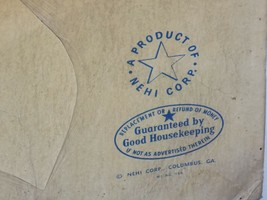 A PRODUCT OF
NEHI CORP.
REPLACEMENT OR REFUND OF MONEY
Guaranteed by
Good Housekeeping
IF NOT AS ADVERTISED THEREIN
© NEHI CORP., COLUMBUS, GA.